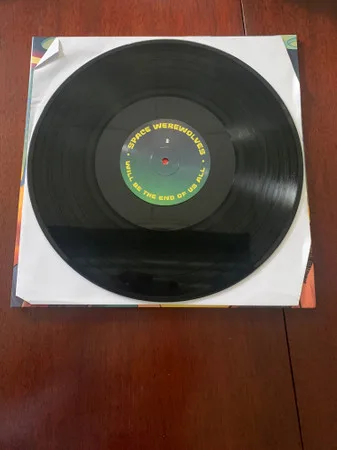 SPACE WEREWOLVES
WILL BE THE END OF US ALL